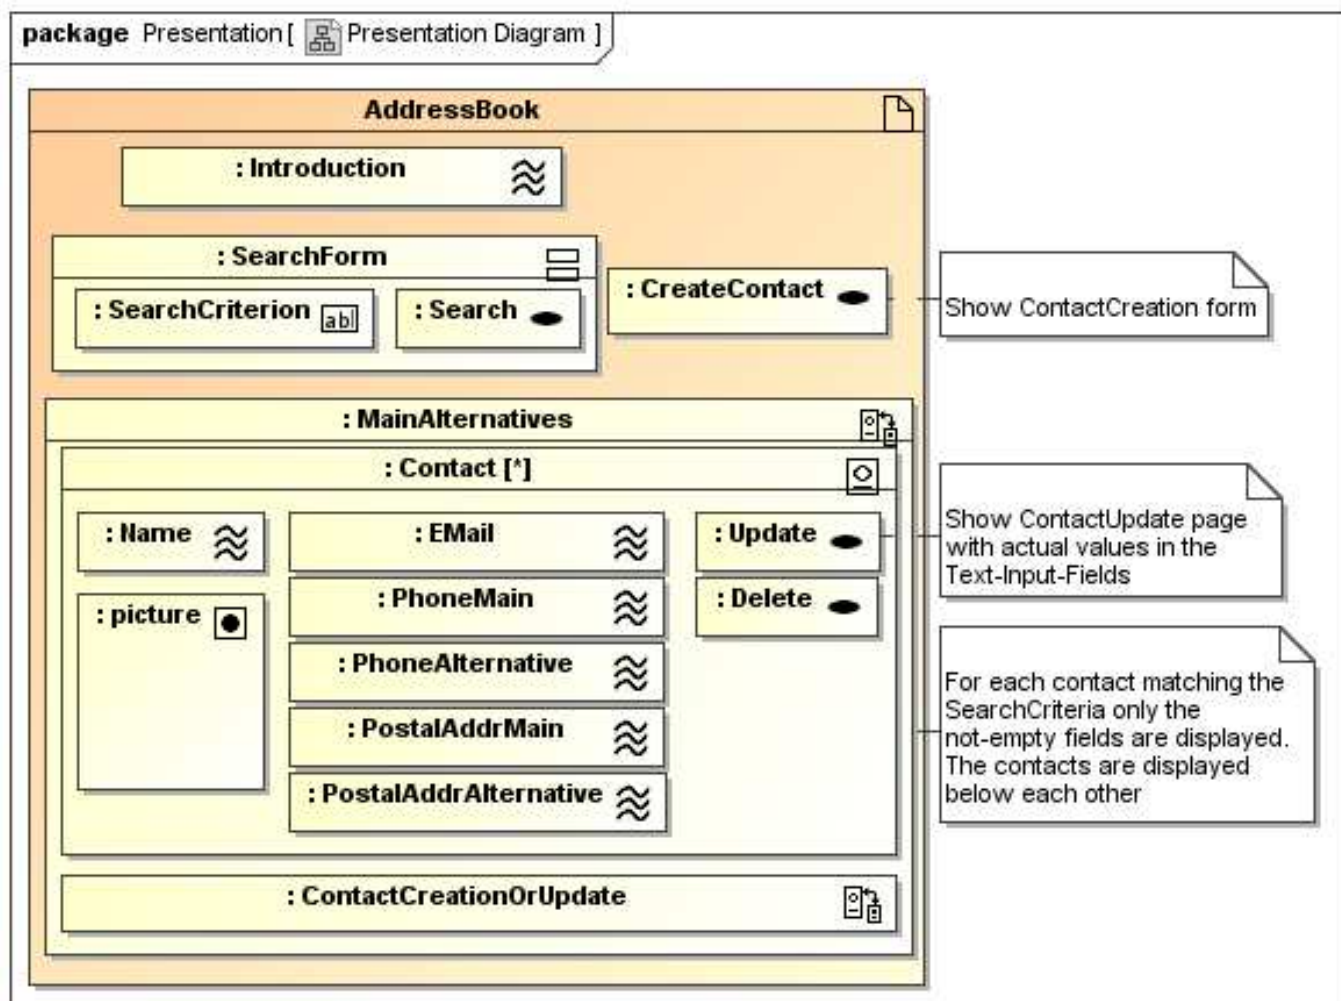 package Presentation [ Presentation Diagram ]
AddressBook
: Introduction
: SearchForm
: SearchCriterion
ab|
: Search
: CreateContact
Show ContactCreation form
: MainAlternatives
: Contact [*]
: Name
: EMail
: Update
Show ContactUpdate page
with actual values in the
Text-Input-Fields
: picture
: PhoneMain
: Delete
: PhoneAlternative
: PostalAddrMain
: PostalAddrAlternative
For each contact matching the
SearchCriteria only the
not-empty fields are displayed.
The contacts are displayed
below each other
: ContactCreationOrUpdate